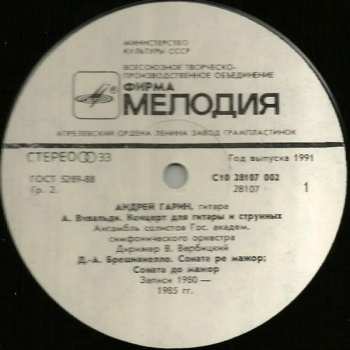 МИНИСТЕРСТВО
КУЛЬТУРЫ СССР
ВСЕСОЮЗНОЕ ТВОРЧЕСКО-
ПРОИЗВОДСТВЕННОЕ ОБЪЕДИНЕНИЕ
ФИРМА
МЕЛОДИЯ
АПРЕЛЕВСКИЙ ОРДЕНА ЛЕНИНА ЗАВОД ГРАМПЛАСТИНОК
СТЕРЕО 33
Год выпуска 1991
ГОСТ 5289-88
С10 28107 002
Гр. 2.
28107
1
АНДРЕЙ ГАРИН, гитара
А. Вивальди. Концерт для гитары и струнных
Ансамбль солистов Гос. академ.
симфонического оркестра
Дирижер В. Вербицкий
Д.-А. Брешианелло. Соната ре мажор;
Соната до мажор
Записи 1980—
1985 гг.